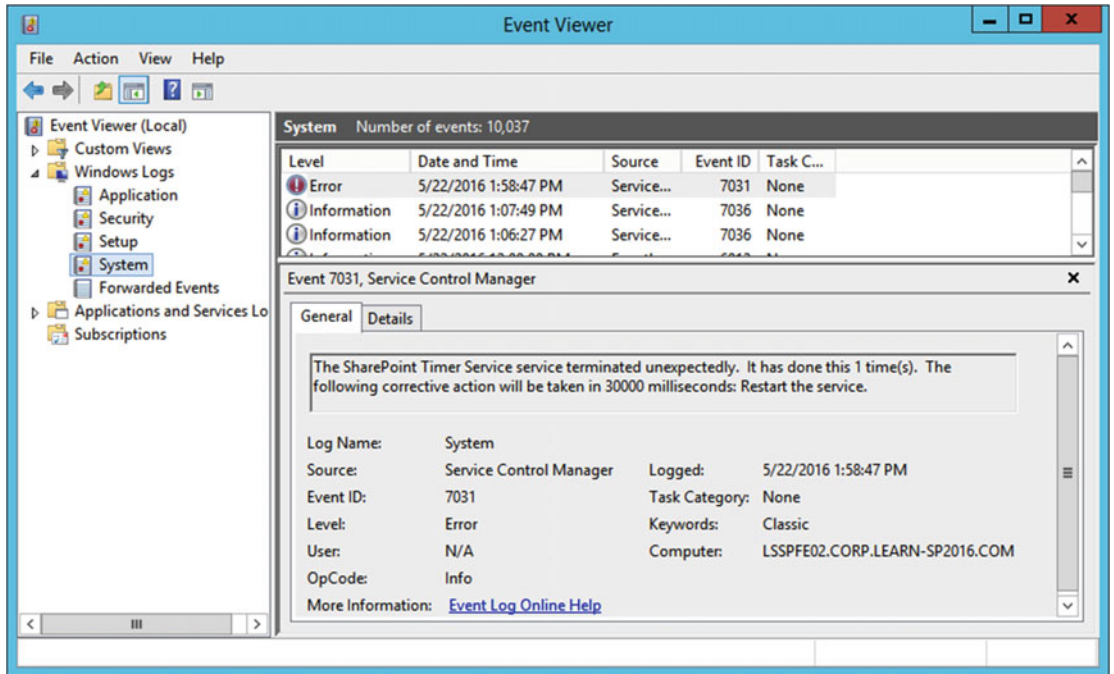 Event Viewer
File Action View Help
Event Viewer (Local)
Custom Views
Windows Logs
Application
Security
Setup
System
Forwarded Events
Applications and Services Lo
Subscriptions
System Number of events: 10,037
Level Date and Time Source Event ID Task C...
Error 5/22/2016 1:58:47 PM Service... 7031 None
Information 5/22/2016 1:07:49 PM Service... 7036 None
Information 5/22/2016 1:06:27 PM Service... 7036 None
Event 7031, Service Control Manager
General Details
The SharePoint Timer Service service terminated unexpectedly. It has done this 1 time(s). The
following corrective action will be taken in 30000 milliseconds: Restart the service.
Log Name: System
Source: Service Control Manager Logged: 5/22/2016 1:58:47 PM
Event ID: 7031 Task Category: None
Level: Error Keywords: Classic
User: N/A Computer: LSSPFE02.CORP.LEARN-SP2016.COM
OpCode: Info
More Information: Event Log Online Help